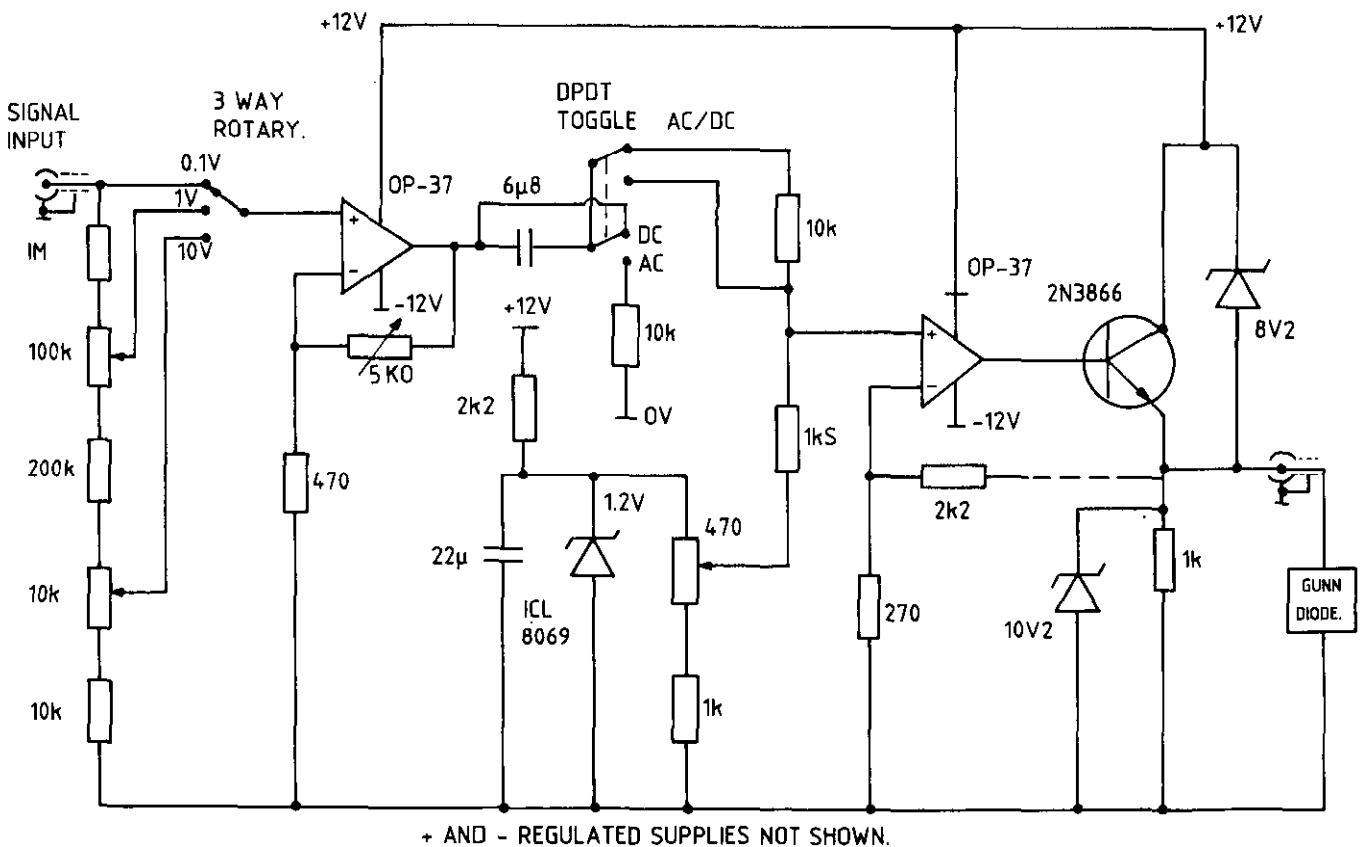 +12V
+12V
SIGNAL
INPUT
3 WAY
ROTARY.
DPDT
TOGGLE AC/DC
0.1V
1V
10V
OP-37
6µ8
1M
+
-
-12V
DC
AC
10k
10k
OP-37
2N3866
8V2
100k
5K0
+12V
2k2
0V
+
-
-12V
1kS
200k
470
2k2
1.2V
470
22µ
ICL
8069
10k
270
10V2
1k
GUNN
DIODE.
10k
1k
+ AND - REGULATED SUPPLIES NOT SHOWN.